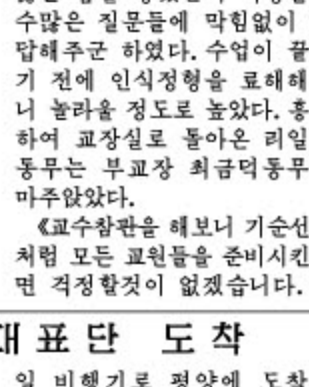 수많은 질문들에 막힘없이
답해주군 하였다. 수업이 끝
기 전에 인식정형을 료해해
니 놀라울 정도로 높았다. 흥
하여 교장실로 돌아온 리일
동무는 부교장 최금덕동무
마주앉았다.
《교수참관을 해보니 기순선
처럼 모든 교원들을 준비시킨
면 걱정할것이 없겠습니다.
대표단 도착
일 비행기로 평양에 도착